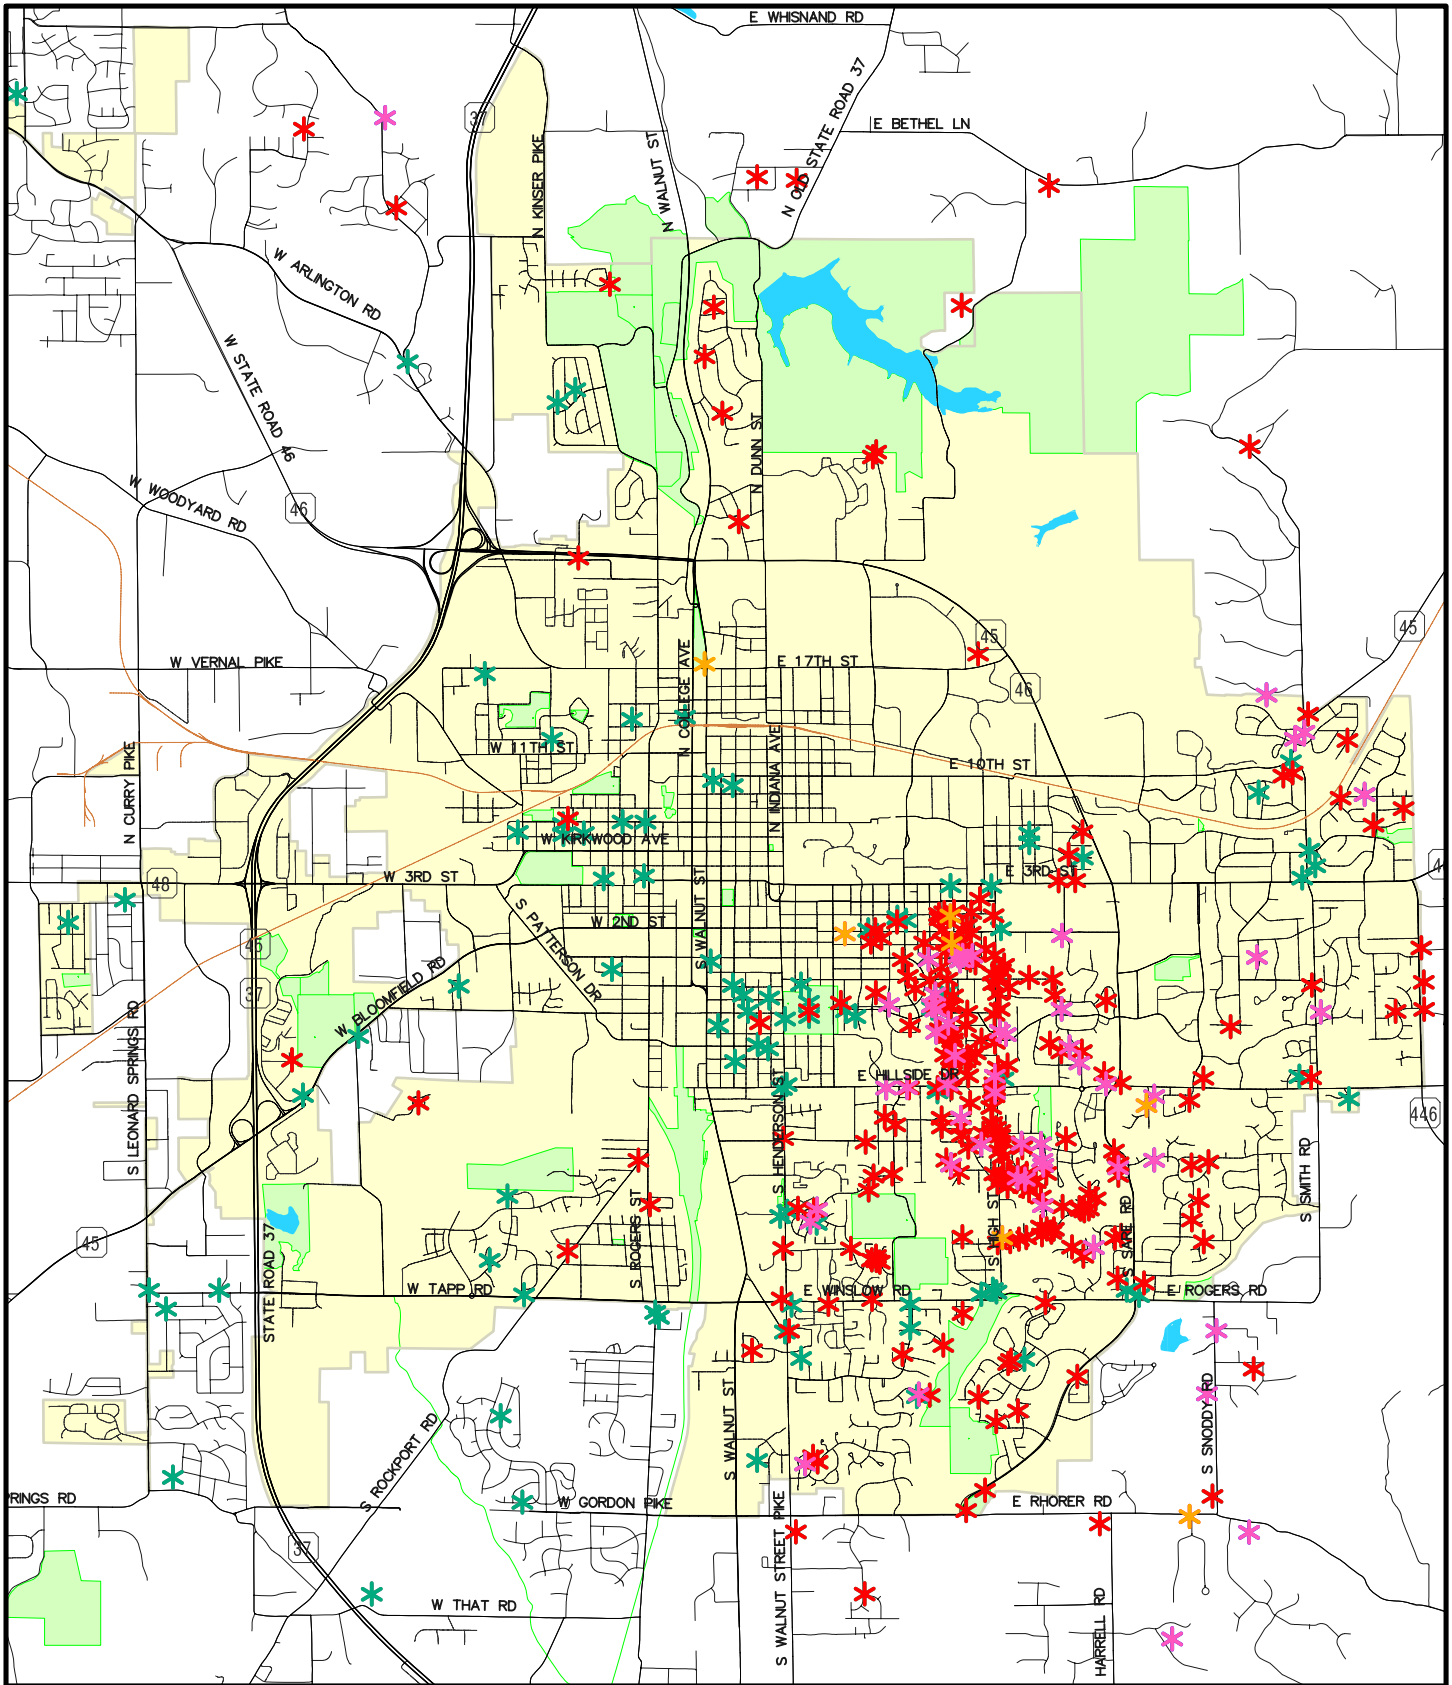 E WHISNAND RD
N OLD STATE ROAD 37
37
E BETHEL LN
N KINSER PIKE
N WALNUT ST
W ARLINGTON RD
W STATE ROAD 46
N DUNN ST
W WOODYARD RD
46
45
45
W VERNAL PIKE
N COLLEGE AVE
E 17TH ST
46
N CURRY PIKE
W 11TH ST
N INDIANA AVE
E 10TH ST
W KIRKWOOD AVE
48
W 3RD ST
E 3RD ST
S PATTERSON DR
W 2ND ST
S WALNUT ST
45
37
W BLOOMFIELD RD
S LEONARD SPRINGS RD
E HILLSIDE DR
446
S HENDERSON ST
S SMITH RD
S ROGERS ST
S HIGH ST
S SARE RD
45
STATE ROAD 37
W TAPP RD
E WINSLOW RD
E ROGERS RD
S WALNUT ST
S SNODDY RD
S ROCKPORT RD
PRINGS RD
W GORDON PIKE
E RHORER RD
S WALNUT STREET PIKE
37
W THAT RD
HARRELL RD